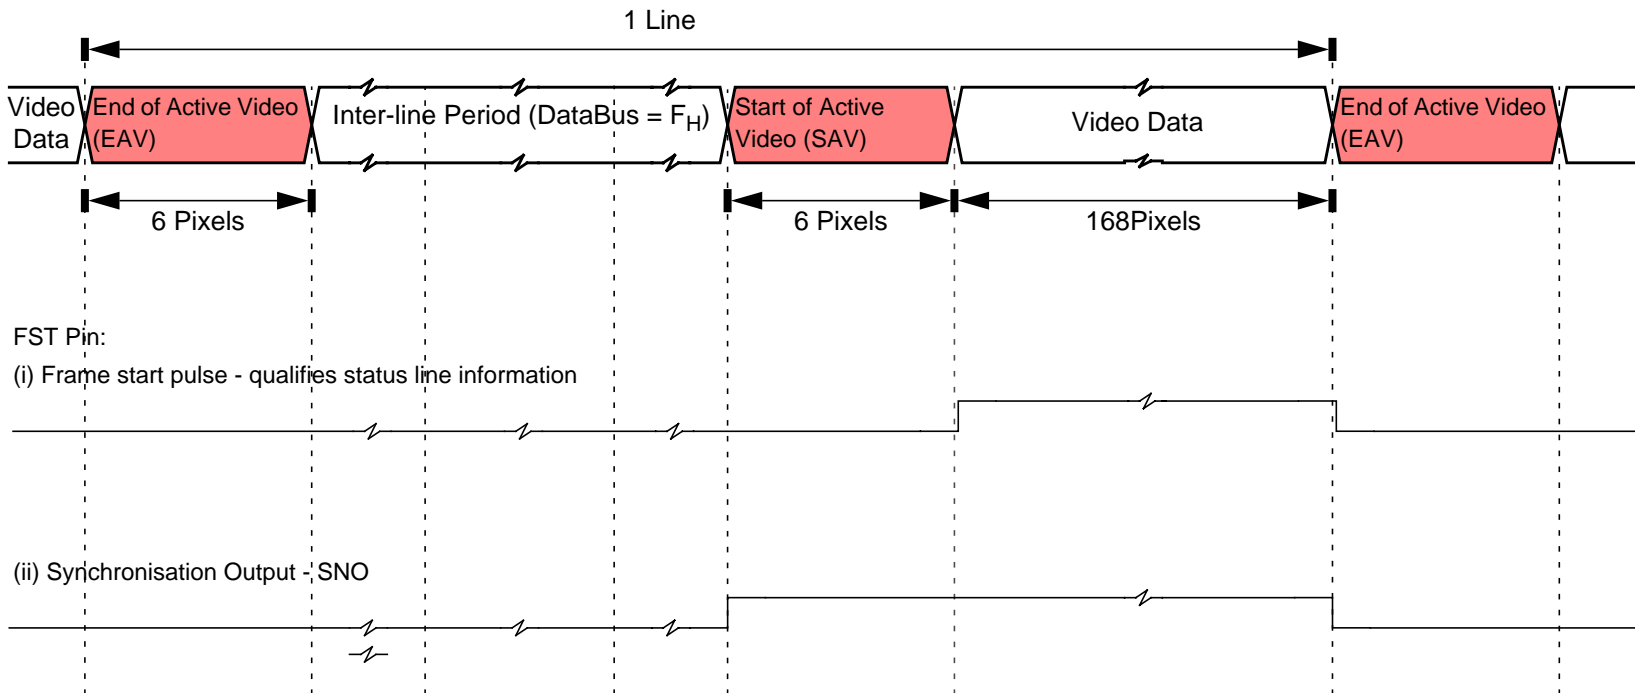 1 Line
Video
Data
End of Active Video
(EAV)
Inter-line Period (DataBus = FH)
Start of Active
Video (SAV)
Video Data
End of Active Video
(EAV)
6 Pixels
6 Pixels
168Pixels
FST Pin:
(i) Frame start pulse - qualifies status line information
(ii) Synchronisation Output - SNO